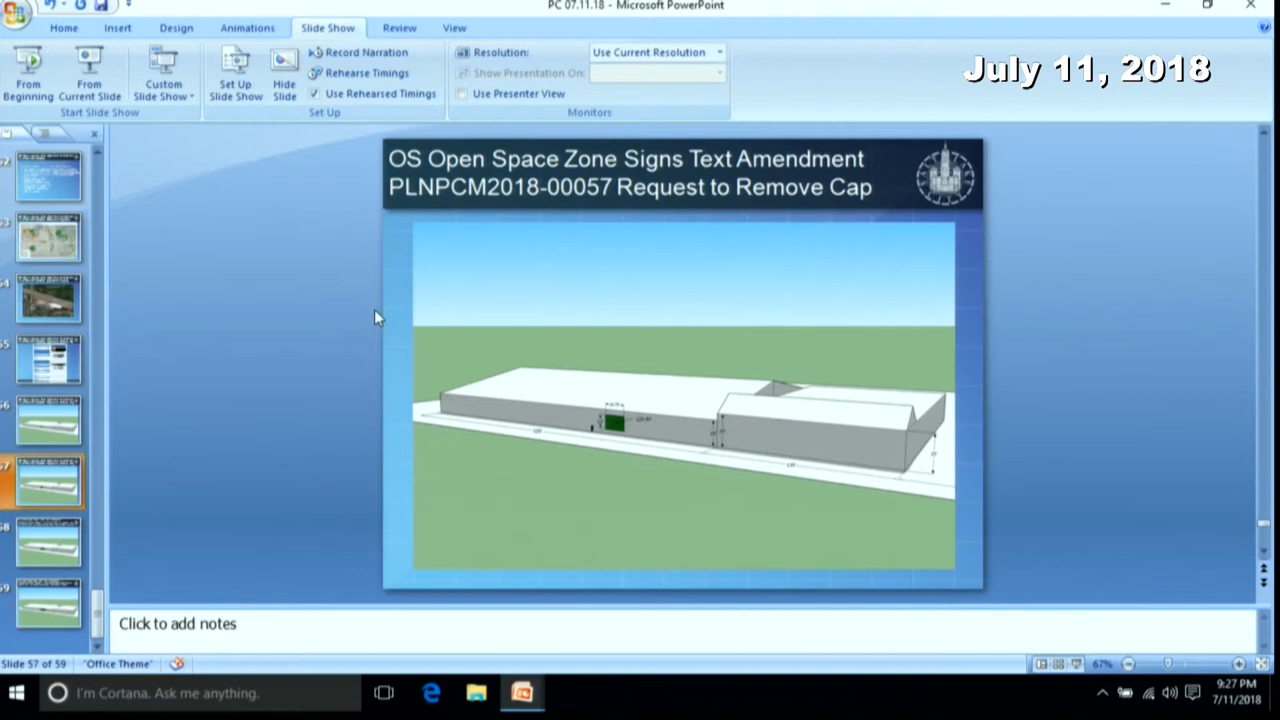 PC 07.11.18 - Microsoft PowerPoint
Home Insert Design Animations Slide Show Review View
From Beginning
From Current Slide
Custom Slide Show
Start Slide Show
Set Up Slide Show
Hide Slide
Record Narration
Rehearse Timings
Use Rehearsed Timings
Set Up
Resolution: Use Current Resolution
Show Presentation On:
Use Presenter View
Monitors
July 11, 2018
OS Open Space Zone Signs Text Amendment
PLNPCM2018-00057 Request to Remove Cap
Click to add notes
Slide 57 of 59 "Office Theme" 67%
I'm Cortana. Ask me anything.
9:27 PM
7/11/2018